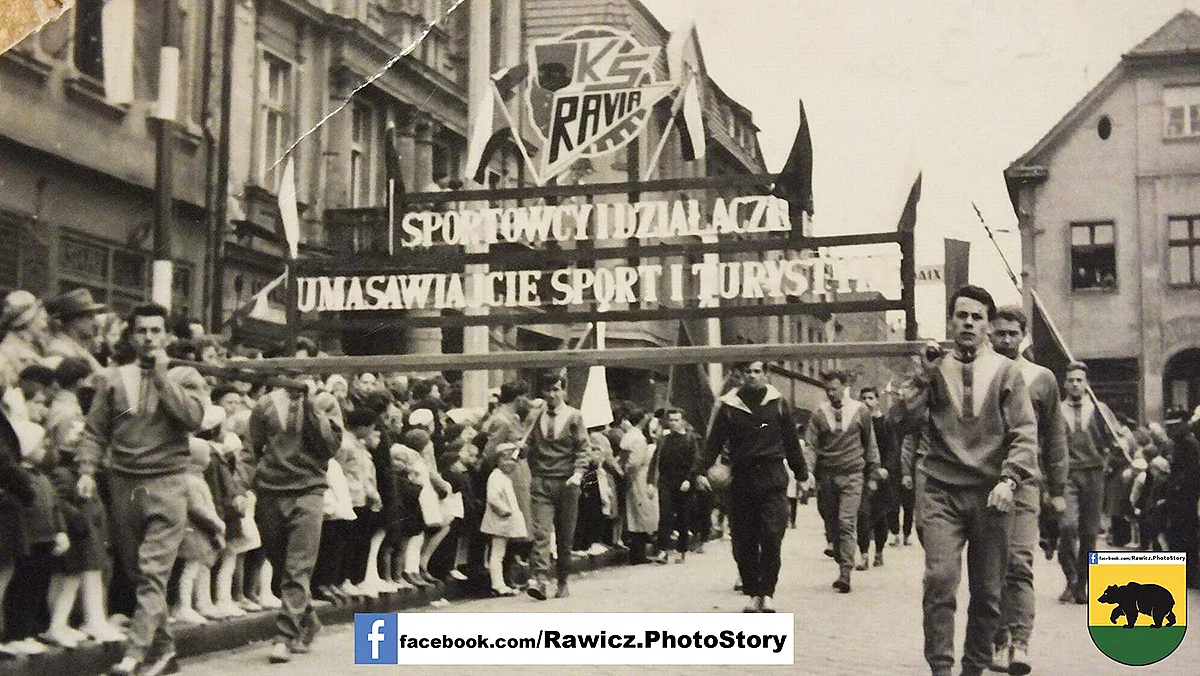 KS
RAVIA
SPORTOWCY I DZIAŁACZE
UMASAWIAJCIE SPORT I TURYSTYKĘ
facebook.com/Rawicz.PhotoStory
facebook.com/Rawicz.PhotoStory